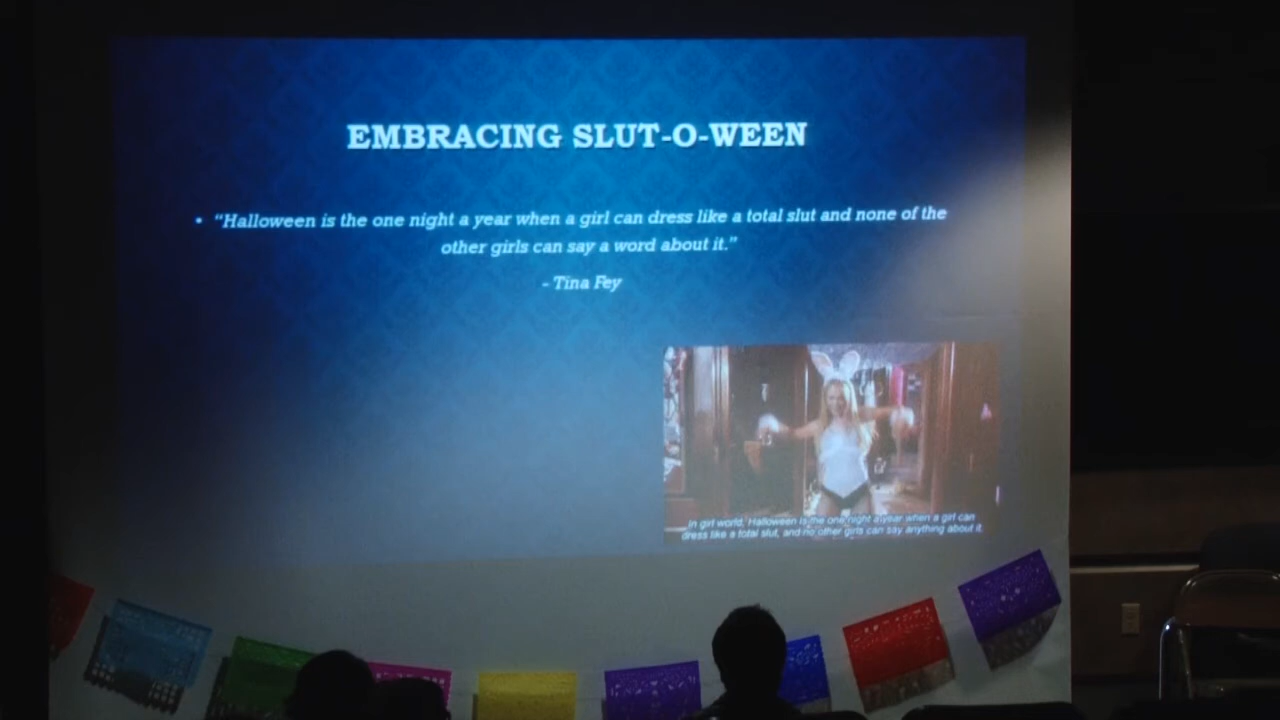 EMBRACING SLUT-O-WEEN
• “Halloween is the one night a year when a girl can dress like a total slut and none of the
other girls can say a word about it.”
- Tina Fey
In girl world, Halloween is the one night a year when a girl can
dress like a total slut, and no other girls can say anything about it.